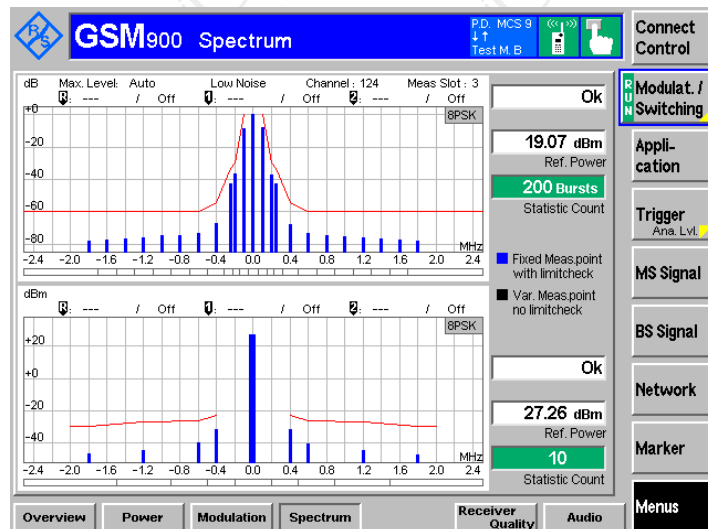 R S
GSM900 Spectrum
P.D. MCS 9
↓↑
Test M. B
Connect
Control
dB Max. Level: Auto Low Noise Channel : 124 Meas Slot : 3
R: --- / Off 1: --- / Off 2: --- / Off
8PSK
+0
-20
-40
-60
-80
MHz
-2.4 -2.0 -1.6 -1.2 -0.8 -0.4 0.0 0.4 0.8 1.2 1.6 2.0 2.4
Ok
19.07 dBm
Ref. Power
200 Bursts
Statistic Count
Fixed Meas.point
with limitcheck
Var. Meas.point
no limitcheck
dBm
R: --- / Off 1: --- / Off 2: --- / Off
8PSK
+20
+0
-20
-40
MHz
-2.4 -2.0 -1.6 -1.2 -0.8 -0.4 0.0 0.4 0.8 1.2 1.6 2.0 2.4
Ok
27.26 dBm
Ref. Power
10
Statistic Count
RUN
Modulat. /
Switching
Appli-
cation
Trigger
Ana. Lvl.
MS Signal
BS Signal
Network
Marker
Menus
Overview Power Modulation Spectrum Receiver
Quality Audio